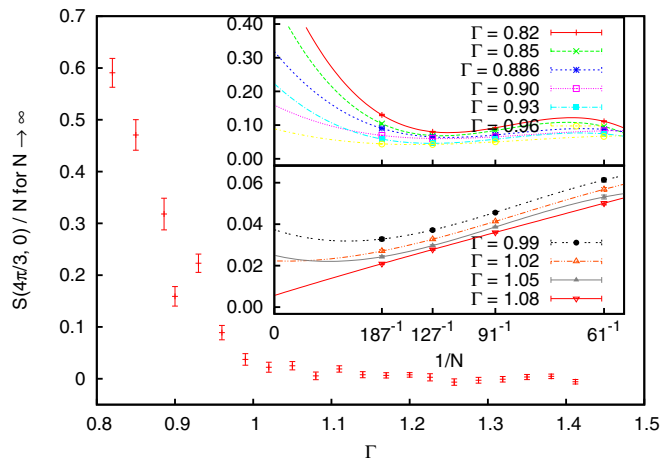 S(4π/3, 0) / N for N → ∞
0.7
0.6
0.5
0.4
0.3
0.2
0.1
0
0.8
0.9
1
1.1
1.2
1.3
1.4
1.5
Γ
0.40
0.30
0.20
0.10
0.00
Γ = 0.82
Γ = 0.85
Γ = 0.886
Γ = 0.90
Γ = 0.93
Γ = 0.96
0.06
0.04
0.02
0.00
Γ = 0.99
Γ = 1.02
Γ = 1.05
Γ = 1.08
0
187⁻¹
127⁻¹
91⁻¹
61⁻¹
1/N